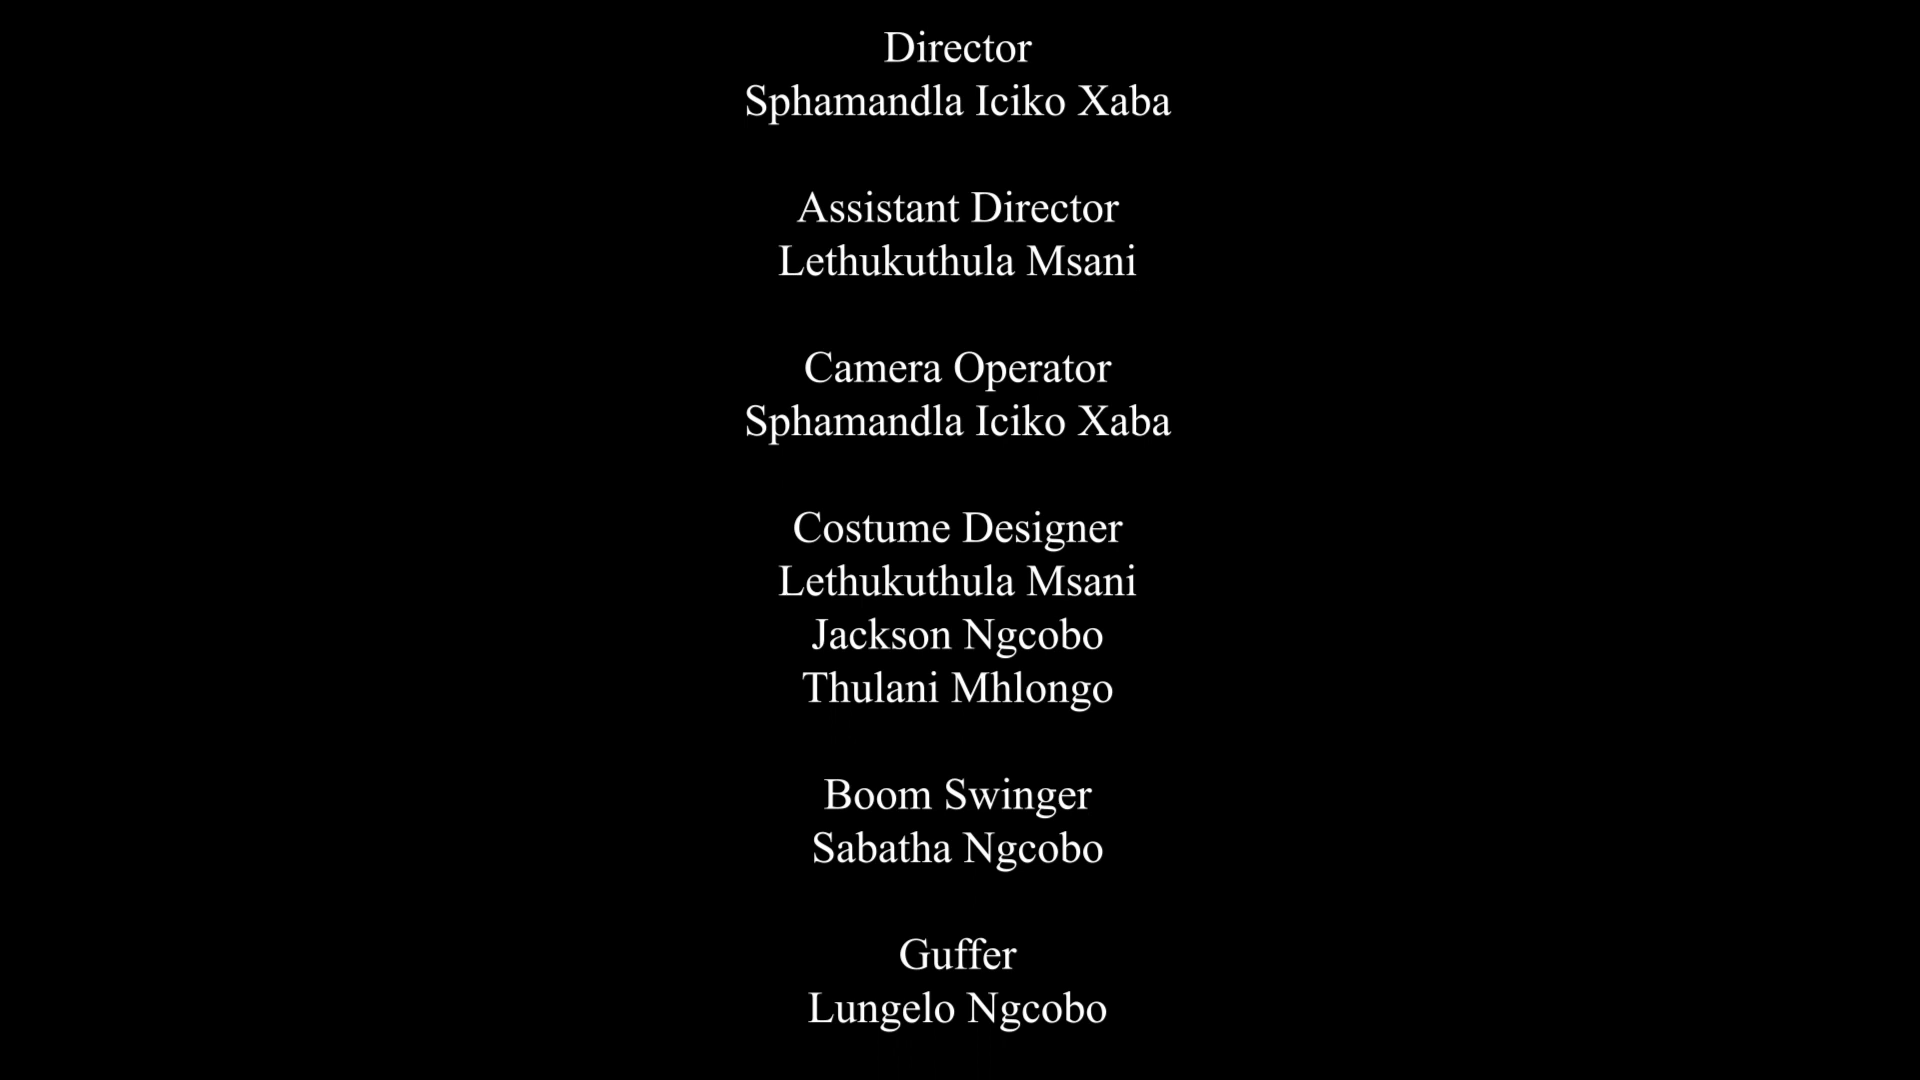 Director
Sphamandla Iciko Xaba
Assistant Director
Lethukuthula Msani
Camera Operator
Sphamandla Iciko Xaba
Costume Designer
Lethukuthula Msani
Jackson Ngcobo
Thulani Mhlongo
Boom Swinger
Sabatha Ngcobo
Guffer
Lungelo Ngcobo